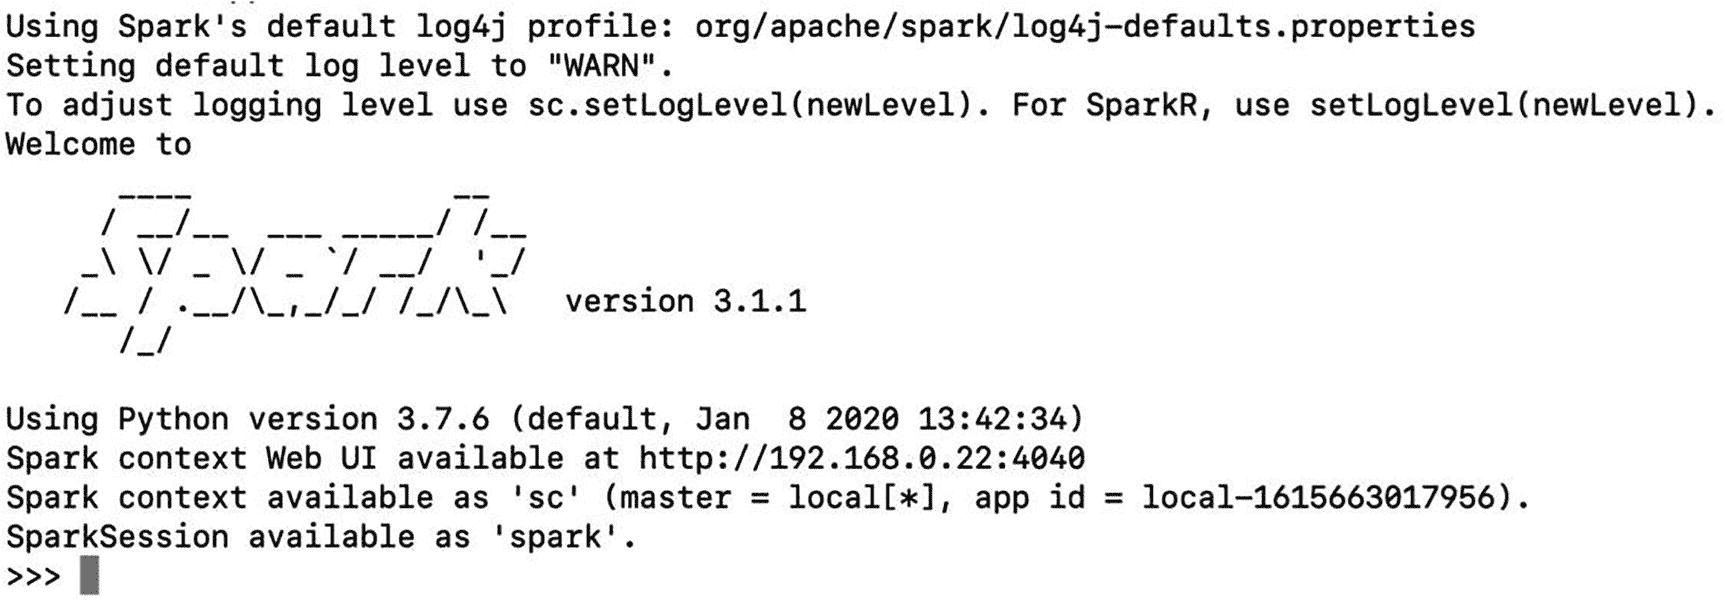 Using Spark's default log4j profile: org/apache/spark/log4j-defaults.properties
Setting default log level to "WARN".
To adjust logging level use sc.setLogLevel(newLevel). For SparkR, use setLogLevel(newLevel).
Welcome to
      ____              __
     / __/__  ___ _____/ /__
    _\ \/ _ \/ _ `/ __/  '_/
   /__ / .__/\_,_/_/ /_/\_\   version 3.1.1
      /_/
Using Python version 3.7.6 (default, Jan  8 2020 13:42:34)
Spark context Web UI available at http://192.168.0.22:4040
Spark context available as 'sc' (master = local[*], app id = local-1615663017956).
SparkSession available as 'spark'.
>>>